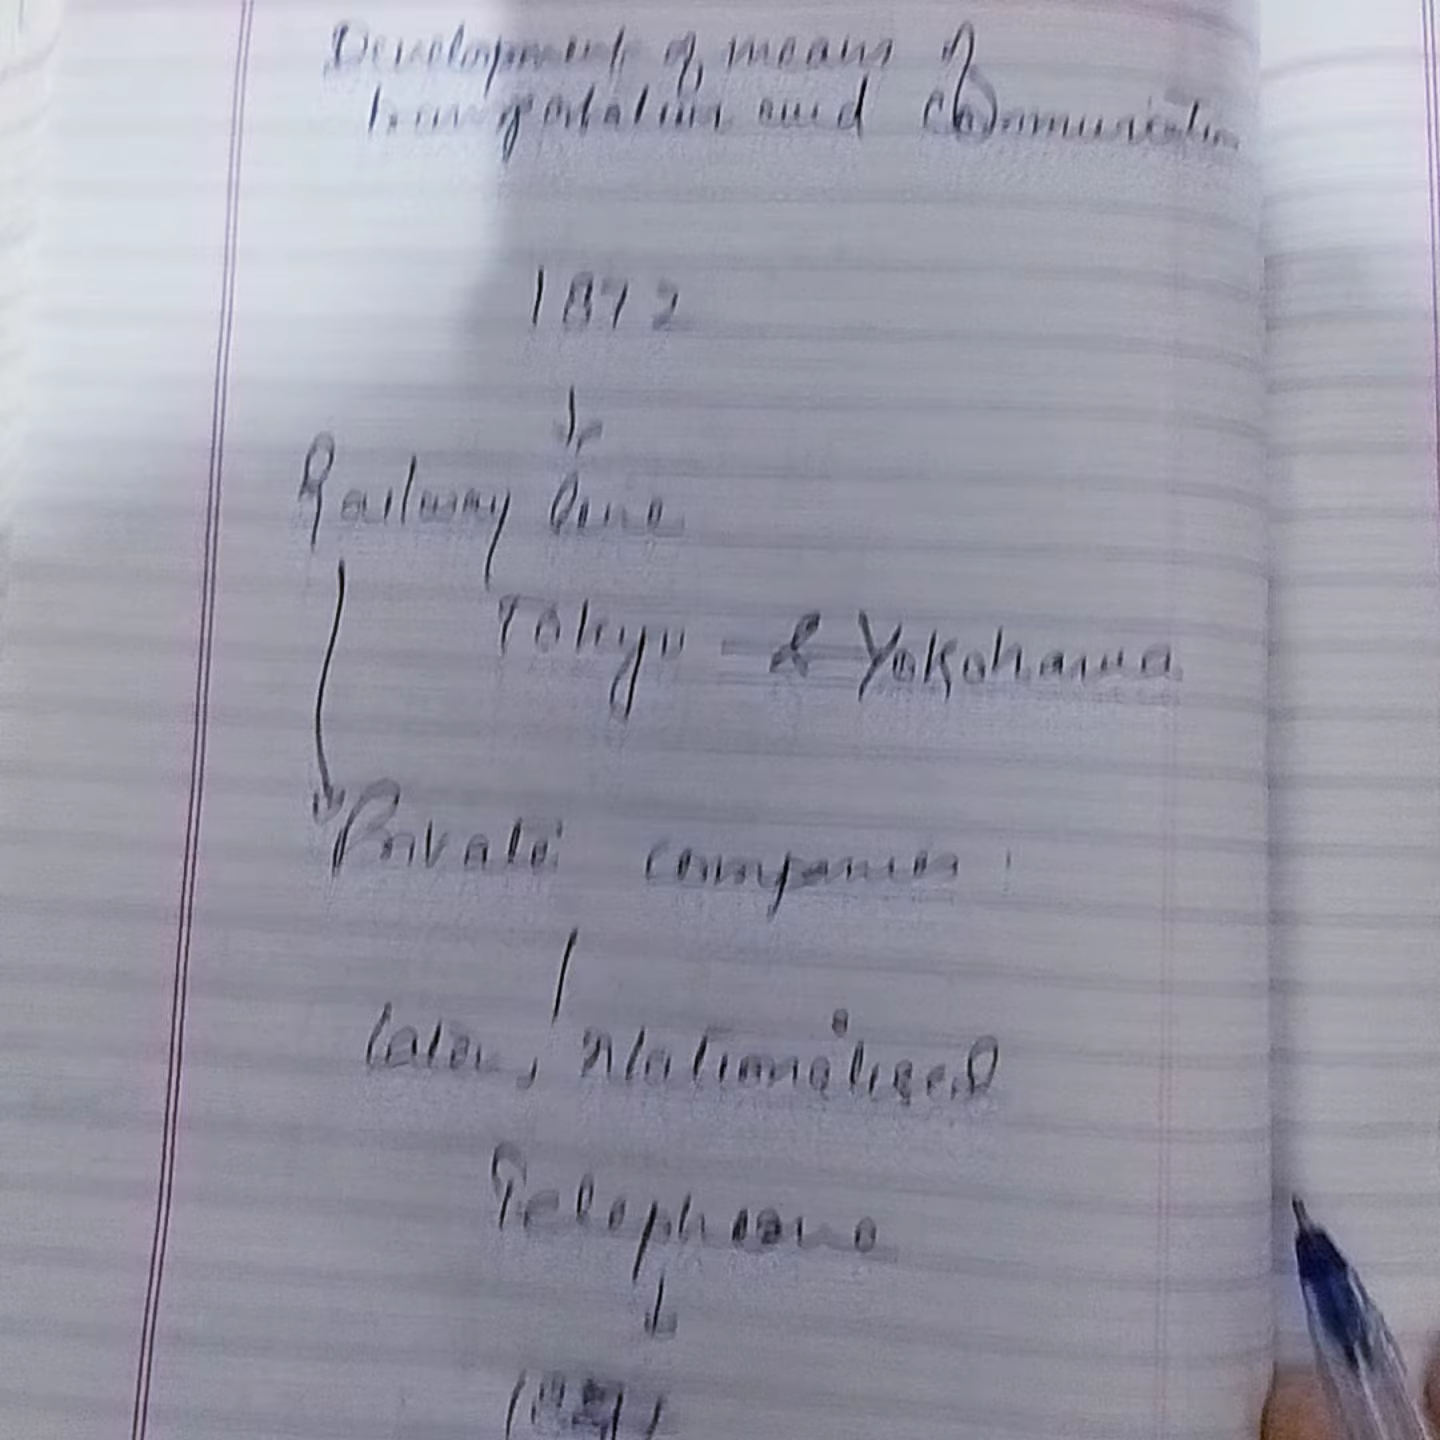 Development of means of
transportation and communication
1872
Railway line
Tokyo - & Yokohama
Private companies
Later, Nationalised
Telephone